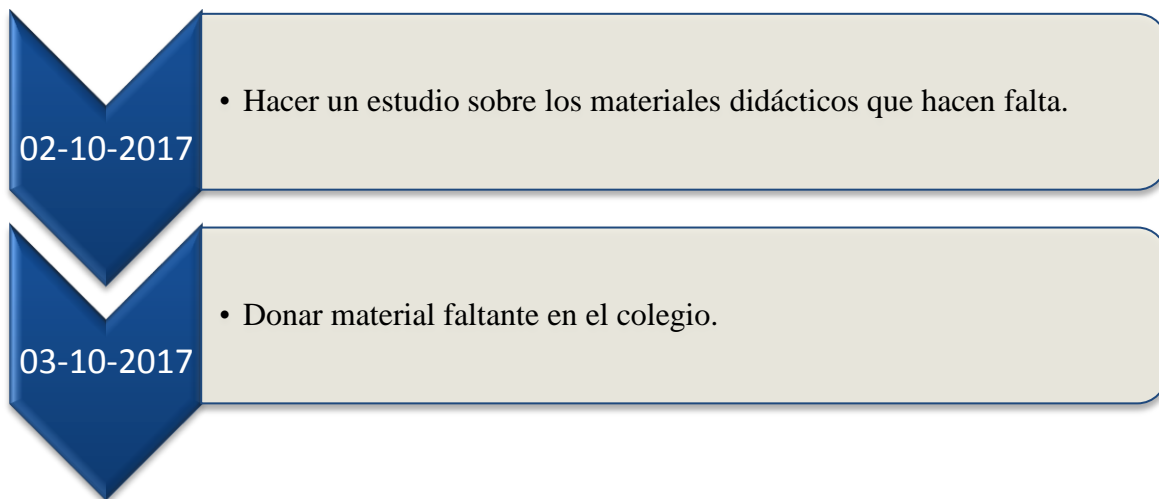 02-10-2017
• Hacer un estudio sobre los materiales didácticos que hacen falta.
03-10-2017
• Donar material faltante en el colegio.